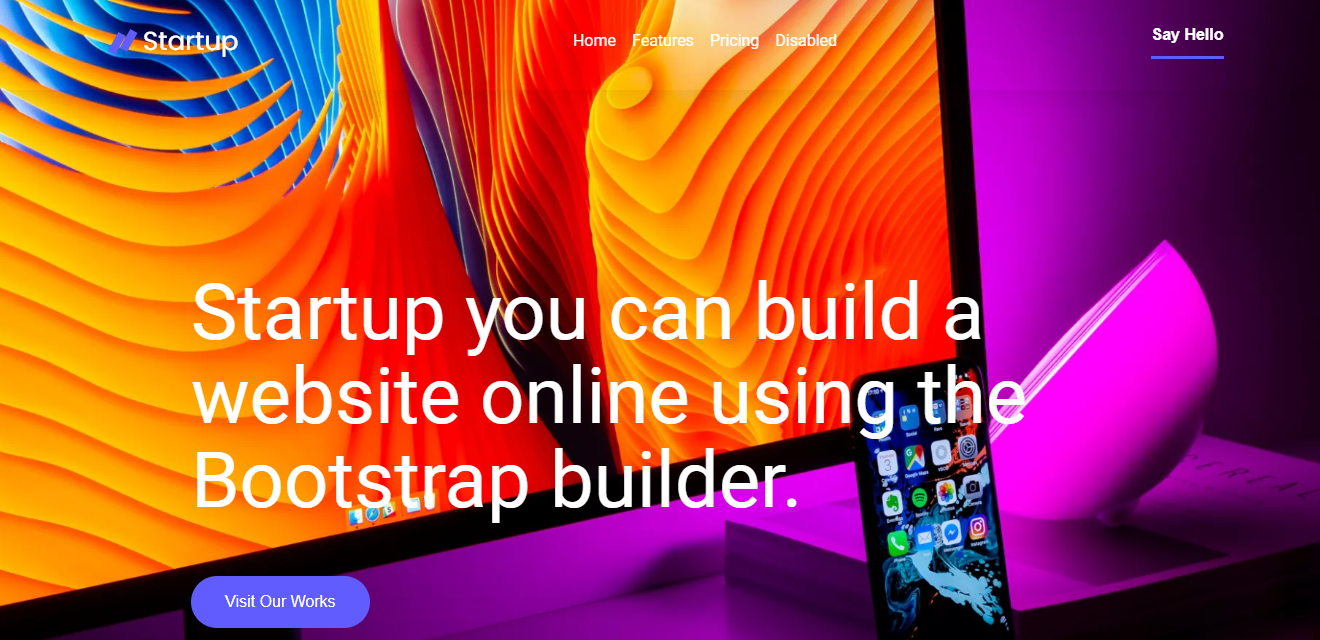 Startup
Home Features Pricing Disabled
Say Hello
Startup you can build a
website online using the
Bootstrap builder.
Visit Our Works